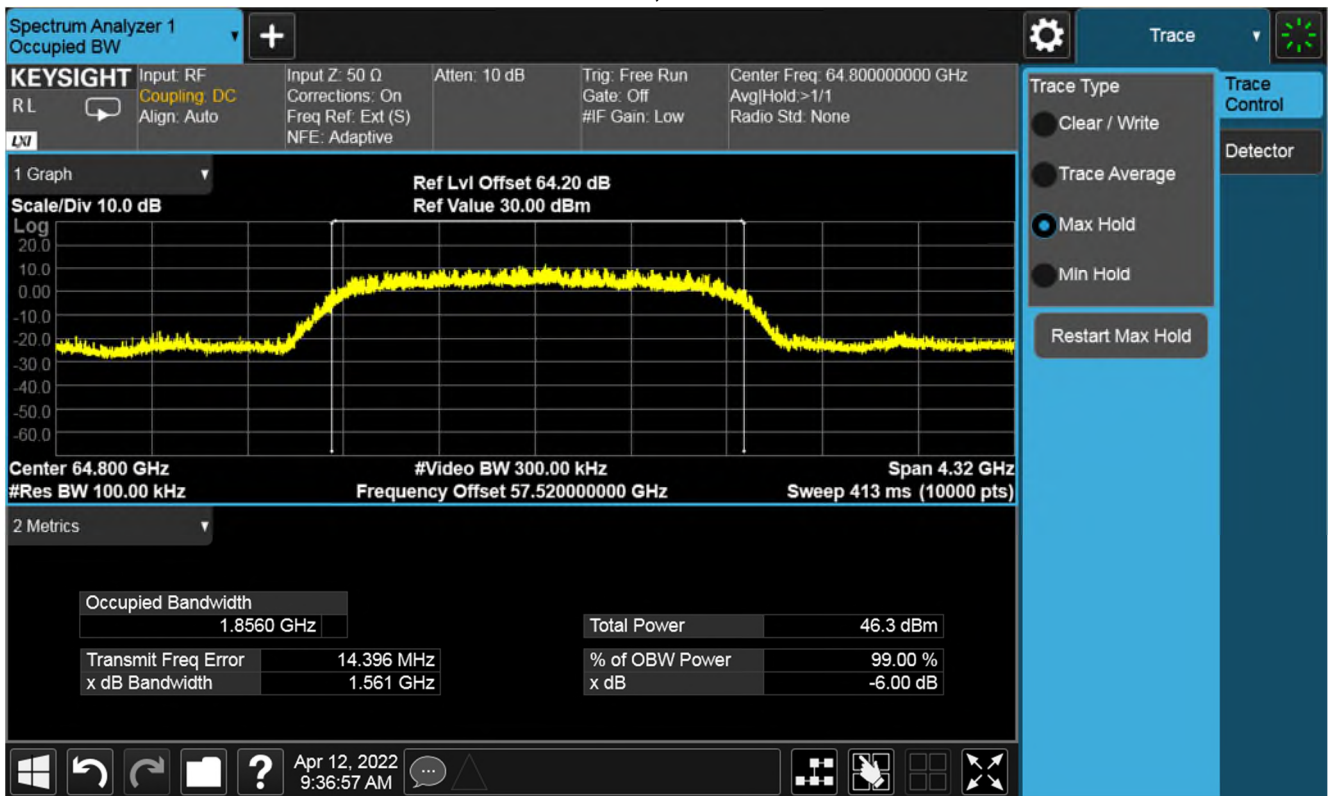 Spectrum Analyzer 1
Occupied BW
+
Trace
KEYSIGHT
R L
LXI
Input: RF
Coupling: DC
Align: Auto
Input Z: 50 Ω
Corrections: On
Freq Ref: Ext (S)
NFE: Adaptive
Atten: 10 dB
Trig: Free Run
Gate: Off
#IF Gain: Low
Center Freq: 64.800000000 GHz
Avg|Hold:>1/1
Radio Std: None
Trace Type
Clear / Write
Trace Average
Max Hold
Min Hold
Restart Max Hold
Trace
Control
Detector
1 Graph
Scale/Div 10.0 dB
Ref Lvl Offset 64.20 dB
Ref Value 30.00 dBm
Log
20.0
10.0
0.00
-10.0
-20.0
-30.0
-40.0
-50.0
-60.0
Center 64.800 GHz
#Video BW 300.00 kHz
Span 4.32 GHz
#Res BW 100.00 kHz
Frequency Offset 57.520000000 GHz
Sweep 413 ms (10000 pts)
2 Metrics
Occupied Bandwidth
1.8560 GHz
Total Power 46.3 dBm
Transmit Freq Error 14.396 MHz
% of OBW Power 99.00 %
x dB Bandwidth 1.561 GHz
x dB -6.00 dB
?
Apr 12, 2022
9:36:57 AM